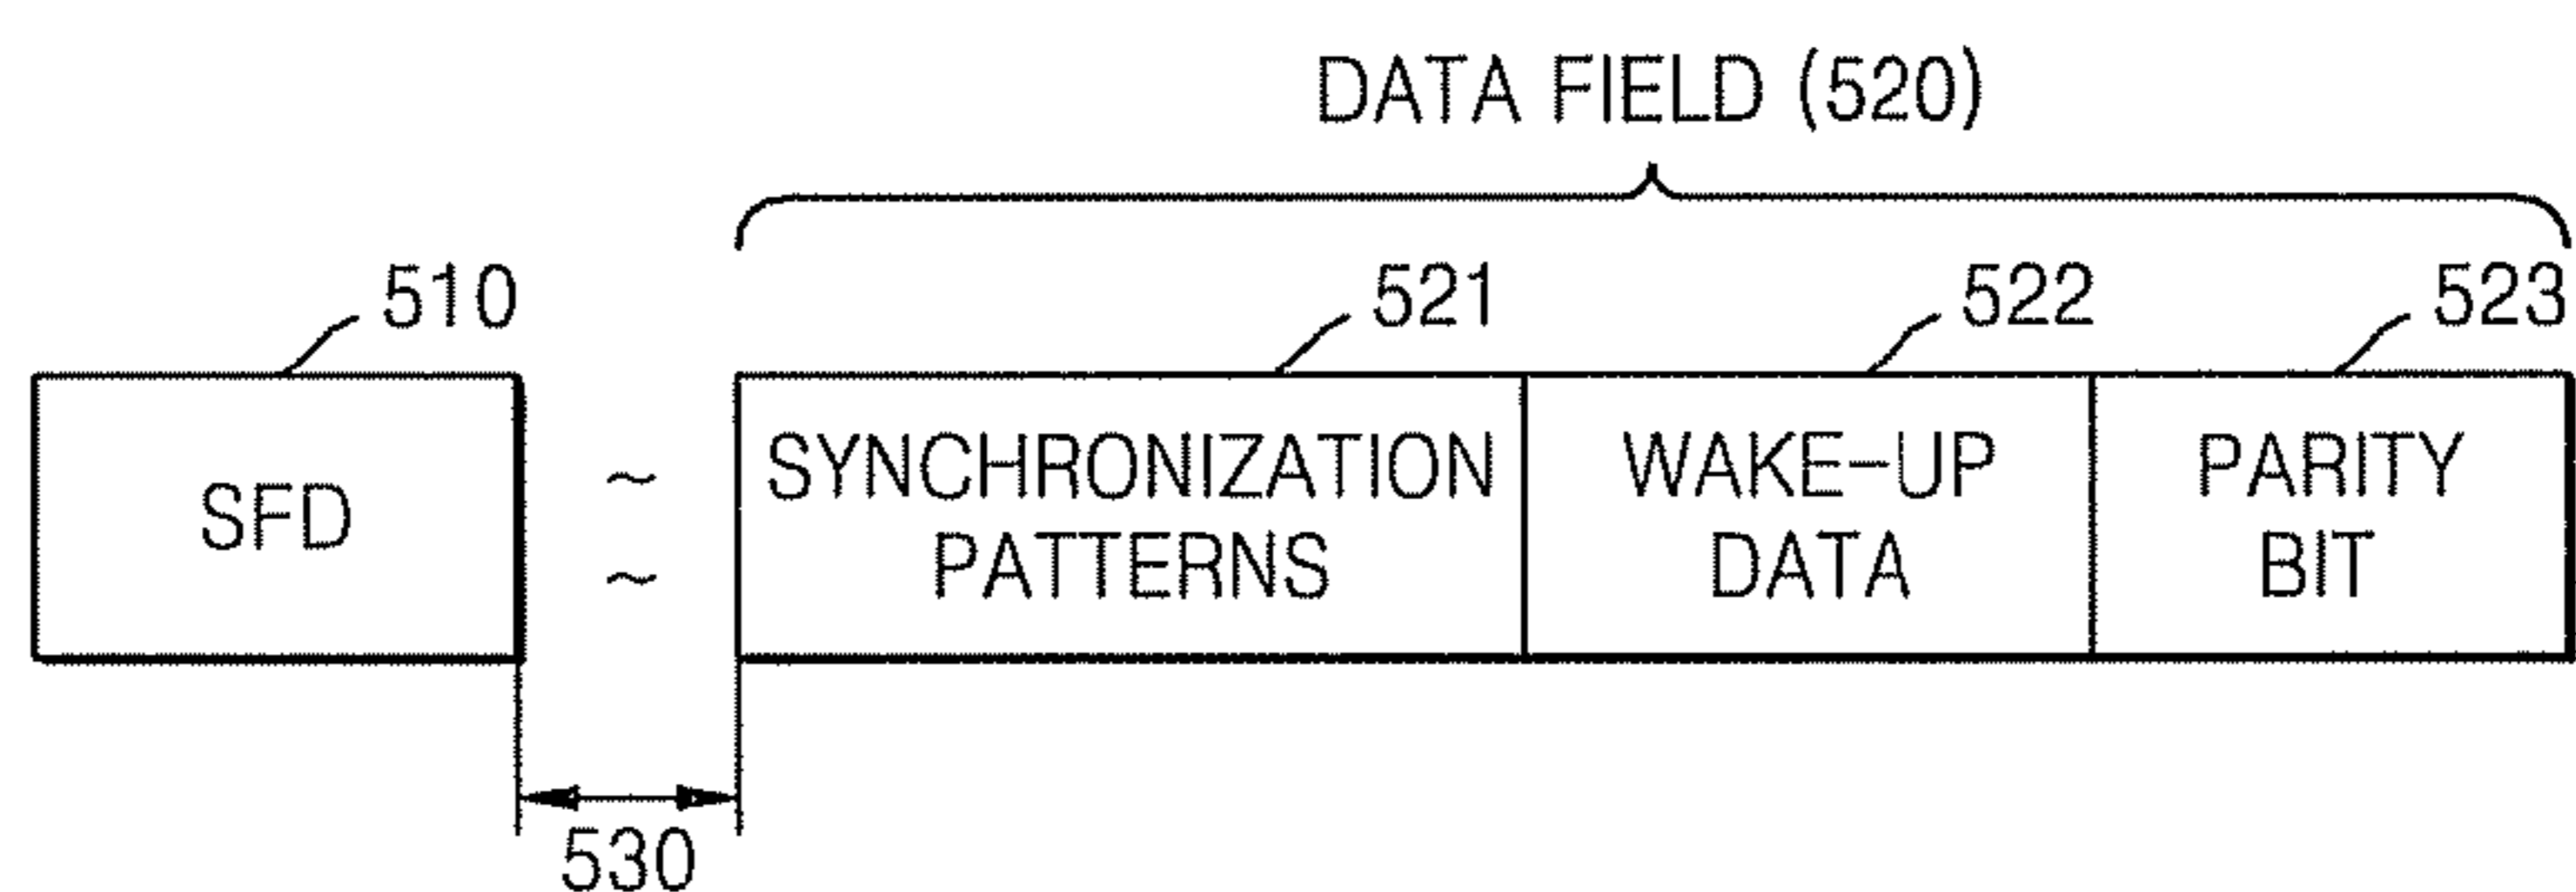 DATA FIELD (520)
510
521
522
523
SFD
~
~
SYNCHRONIZATION
PATTERNS
WAKE-UP
DATA
PARITY
BIT
530